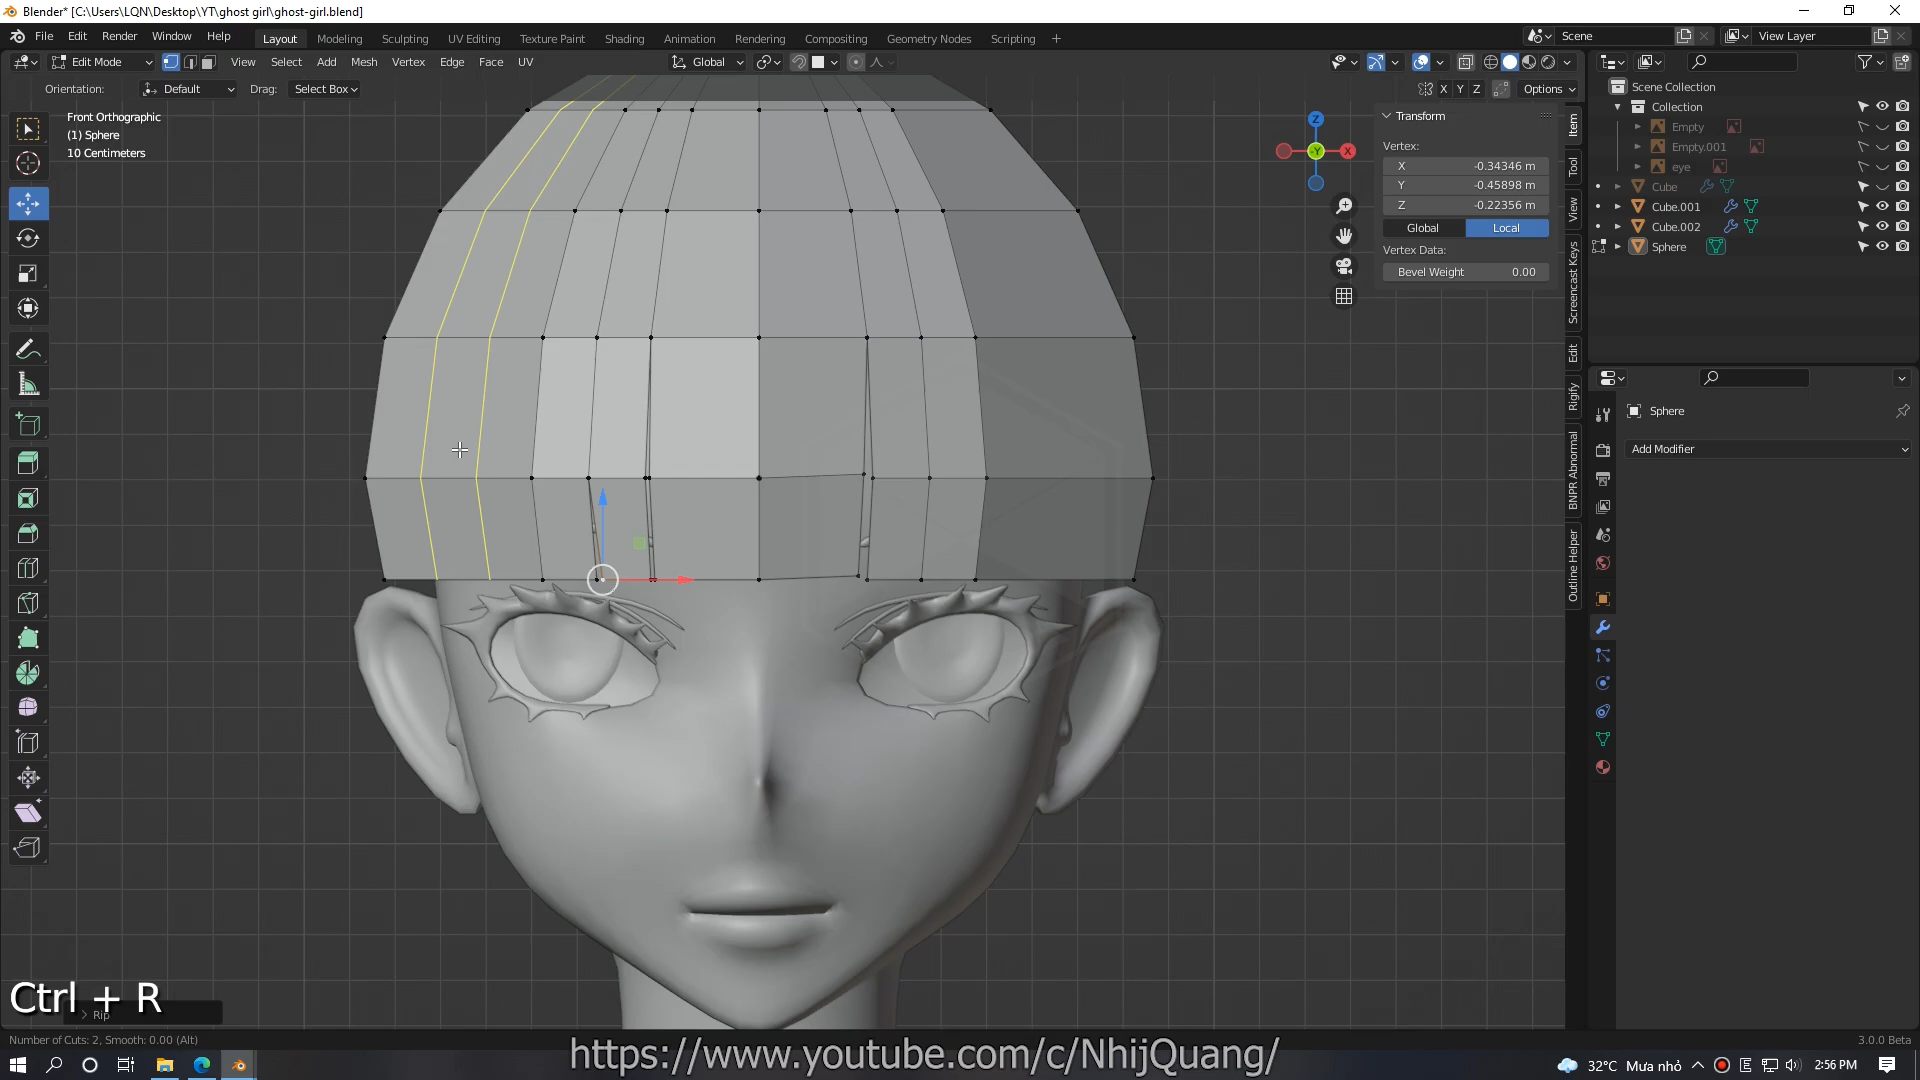 Blender* [C:\Users\LQN\Desktop\YT\ghost girl\ghost-girl.blend]
File Edit Render Window Help Layout Modeling Sculpting UV Editing Texture Paint Shading Animation Rendering Compositing Geometry Nodes Scripting + Scene View Layer
Edit Mode View Select Add Mesh Vertex Edge Face UV Global
Orientation: Default Drag: Select Box X Y Z Options
Front Orthographic
(1) Sphere
10 Centimeters
Z
X
-Y
Transform
Vertex:
X -0.34346 m
Y -0.45898 m
Z -0.22356 m
Global Local
Vertex Data:
Bevel Weight 0.00
Item
Tool
View
Screencast Keys
Edit
Rigify
BNPR Abnormal
Outline Helper
Scene Collection
Collection
Empty
Empty.001
eye
Cube
Cube.001
Cube.002
Sphere
Sphere
Add Modifier
Ctrl + R
Rip
Number of Cuts: 2, Smooth: 0.00 (Alt)
3.0.0 Beta
https://www.youtube.com/c/NhijQuang/
32°C Mưa nhỏ E 2:56 PM